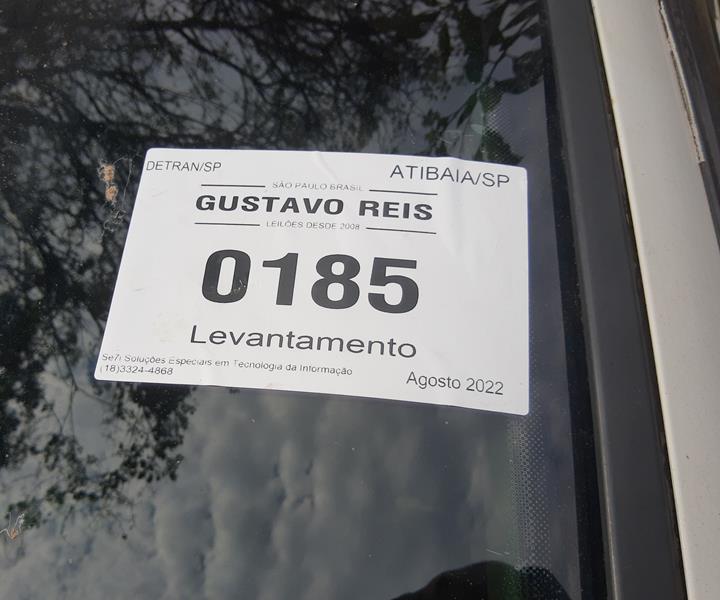 DETRAN/SP ATIBAIA/SP
SÃO PAULO BRASIL
GUSTAVO REIS
LEILÕES DESDE 2008
0185
Levantamento
Se7i Soluções Especiais em Tecnologia da Informação
(18)3324-4868
Agosto 2022